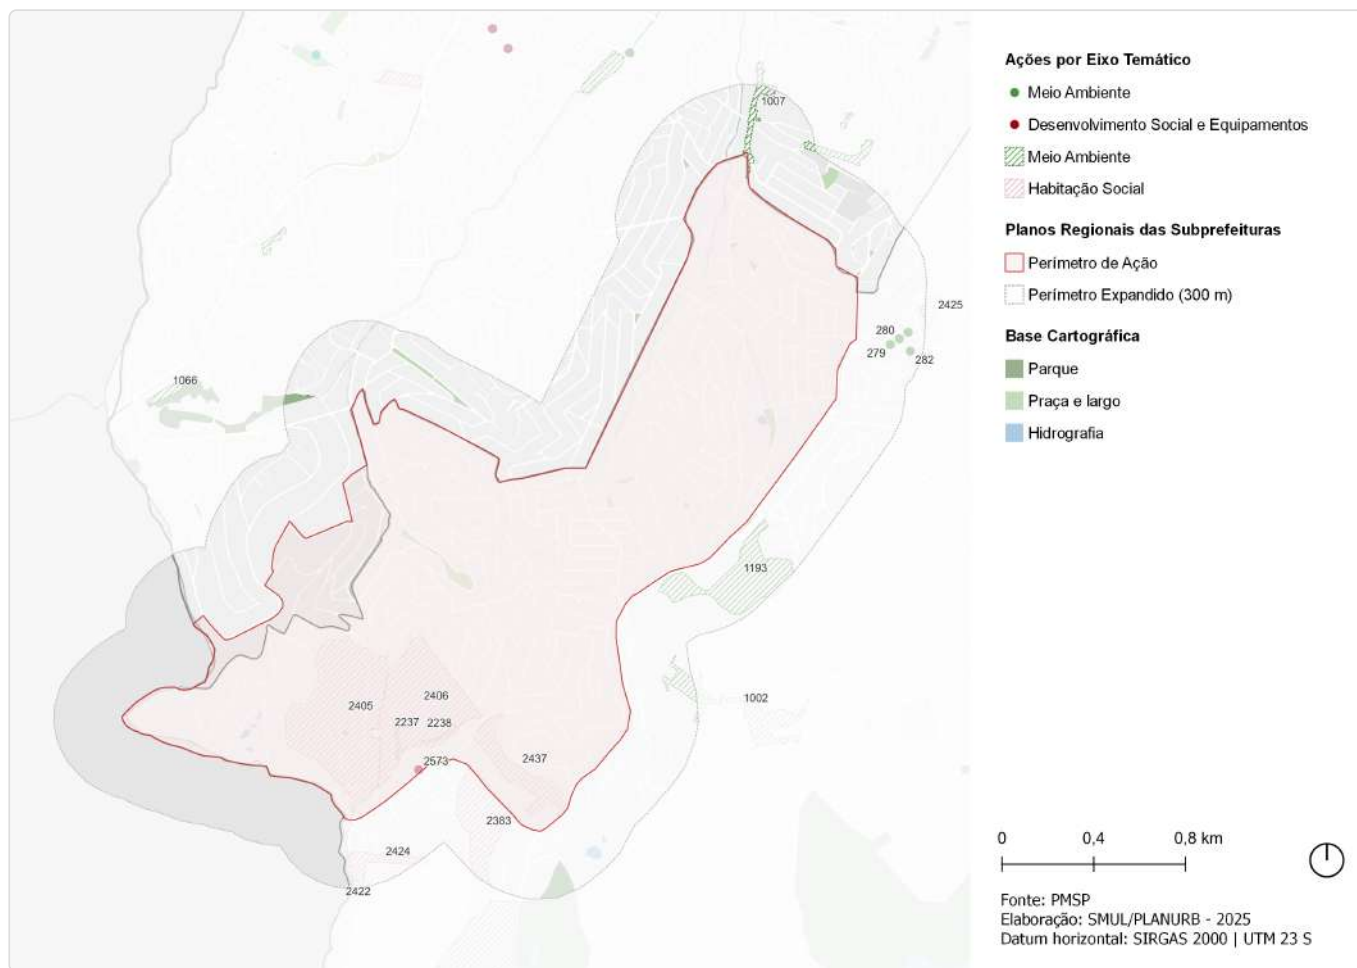 1007
2425
280
279
282
1066
1193
1002
2405
2406
2237
2238
2573
2437
2383
2424
2422
Ações por Eixo Temático
Meio Ambiente
Desenvolvimento Social e Equipamentos
Meio Ambiente
Habitação Social
Planos Regionais das Subprefeituras
Perímetro de Ação
Perímetro Expandido (300 m)
Base Cartográfica
Parque
Praça e largo
Hidrografia
0 0,4 0,8 km
Fonte: PMSP
Elaboração: SMUL/PLANURB - 2025
Datum horizontal: SIRGAS 2000 | UTM 23 S